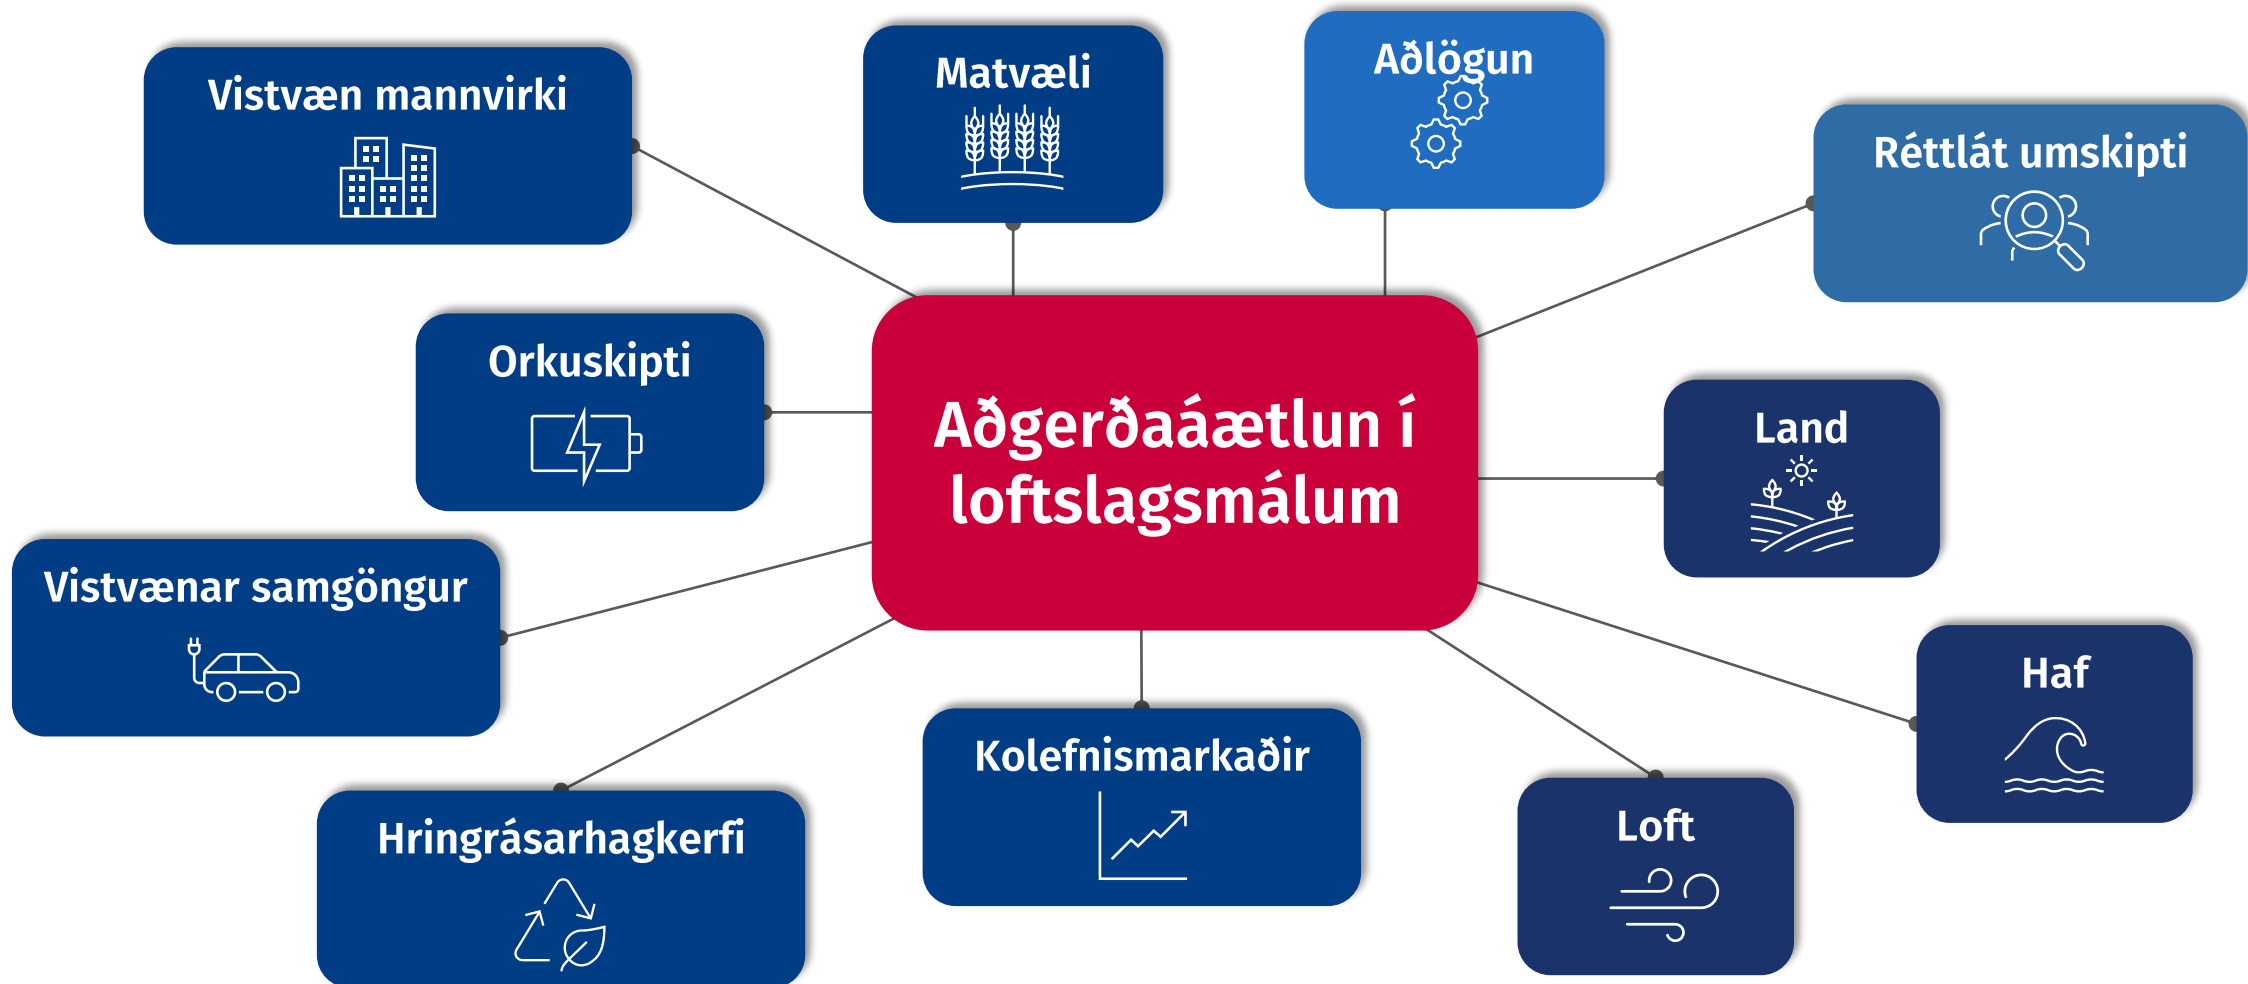 Vistvæn mannvirki
Matvæli
Aðlögun
Réttlát umskipti
Orkuskipti
Aðgerðaáætlun í
loftslagsmálum
Land
Vistvænar samgöngur
Haf
Kolefnismarkaðir
Loft
Hringrásarhagkerfi